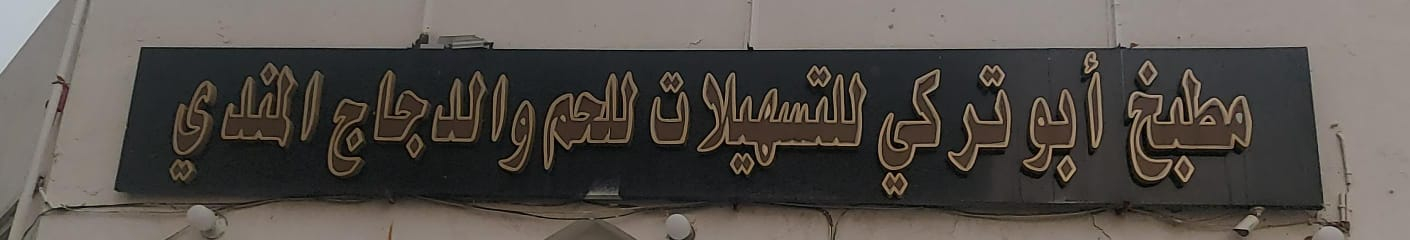 مطبخ أبو تركي للتسهيلات للحم والدجاج المندي